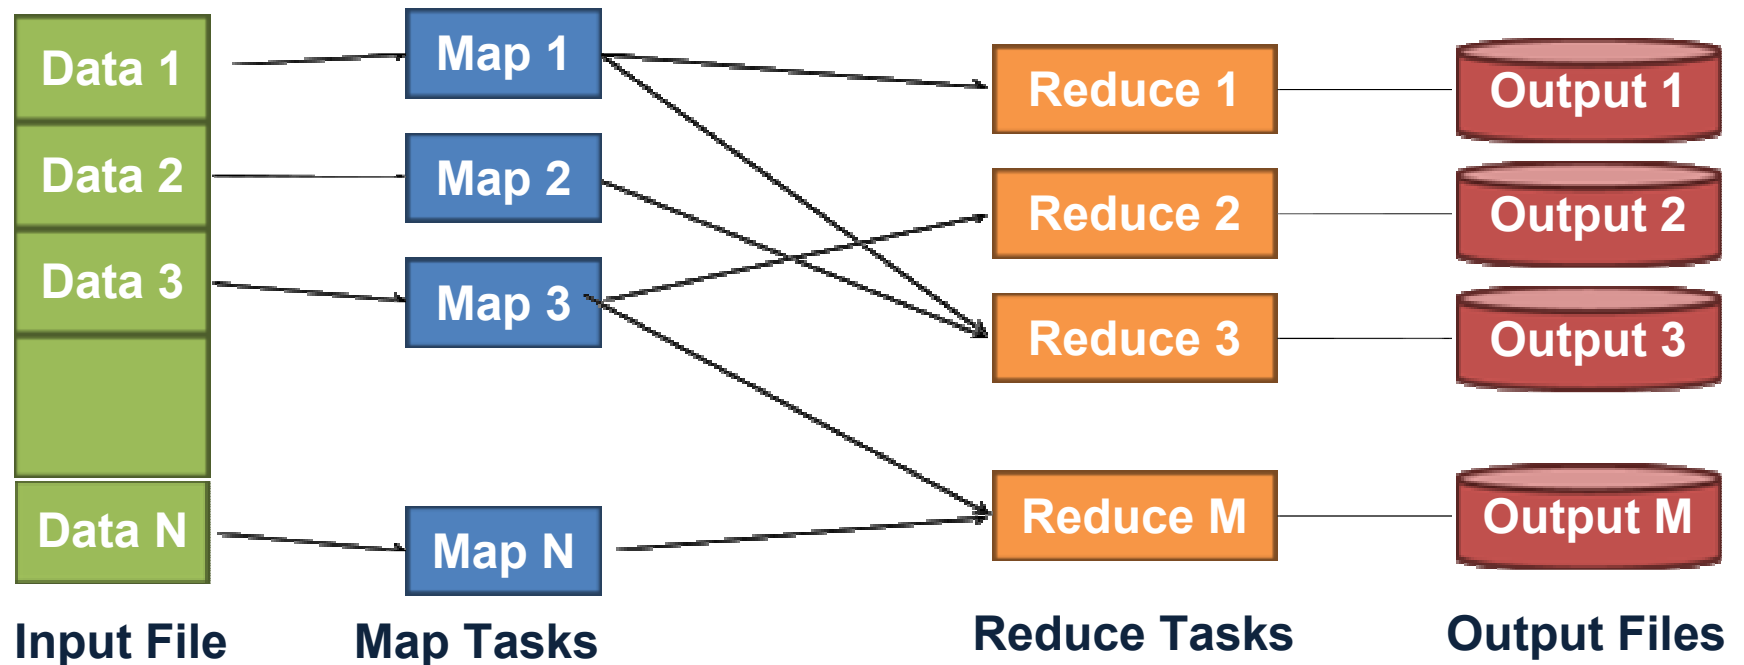 Data 1
Map 1
Reduce 1
Output 1
Data 2
Map 2
Reduce 2
Output 2
Data 3
Map 3
Reduce 3
Output 3
Data N
Map N
Reduce M
Output M
Input File
Map Tasks
Reduce Tasks
Output Files